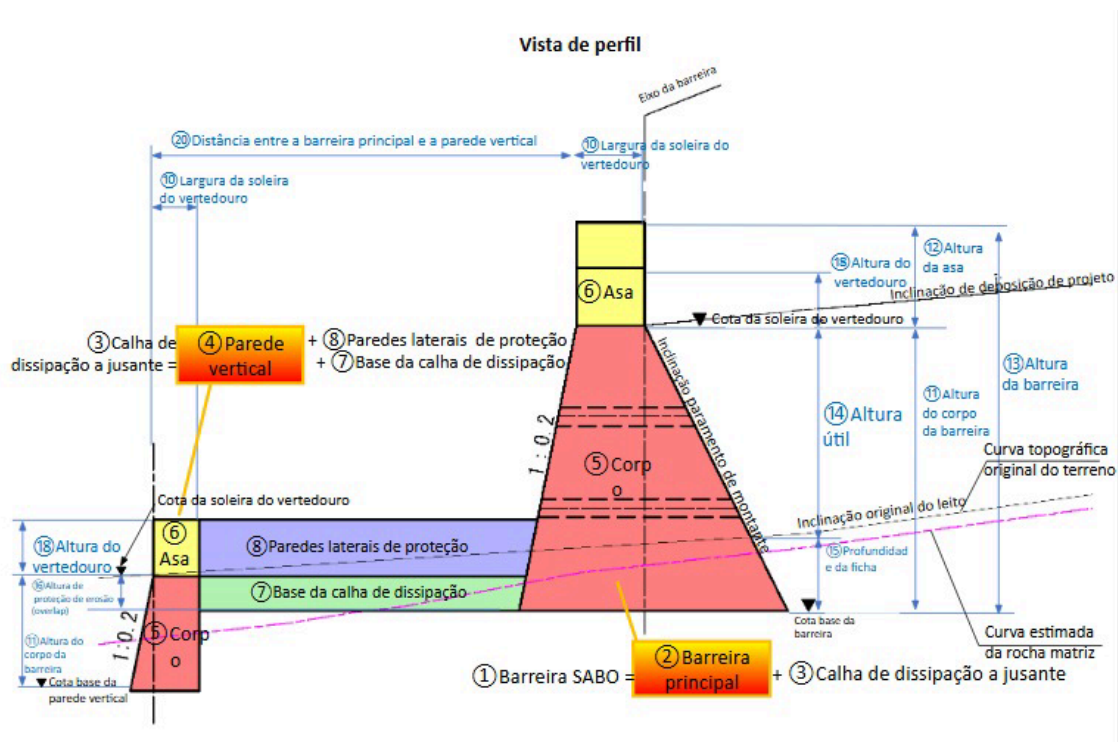 Vista de perfil
Eixo da barreira
⑳Distância entre a barreira principal e a parede vertical
⑩Largura da soleira do
vertedouro
⑩Largura da soleira
do vertedouro
⑫Altura
da asa
⑱Altura do
vertedouro
Inclinação de deposição de projeto
⑥Asa
Cota da soleira do vertedouro
③Calha de
dissipação a jusante =
④Parede
vertical
+ ⑧Paredes laterais de proteção
+ ⑦Base da calha de dissipação
Inclinação paramento de montante
⑬Altura
da barreira
⑭Altura
útil
⑪Altura
do corpo
da barreira
1:0.2
⑤Corp
o
Curva topográfica
original do terreno
Cota da soleira do vertedouro
Inclinação original do leito
⑱Altura do
vertedouro
⑥
Asa
⑧Paredes laterais de proteção
⑮Profundidad
e da ficha
⑯Altura de
proteção de erosão
(overlap)
⑦Base da calha de dissipação
1:0.2
⑤Corp
o
⑪Altura do
corpo da
barreira
Cota base da
parede vertical
Cota base da
barreira
Curva estimada
da rocha matriz
①Barreira SABO =
②Barreira
principal
+ ③Calha de dissipação a jusante